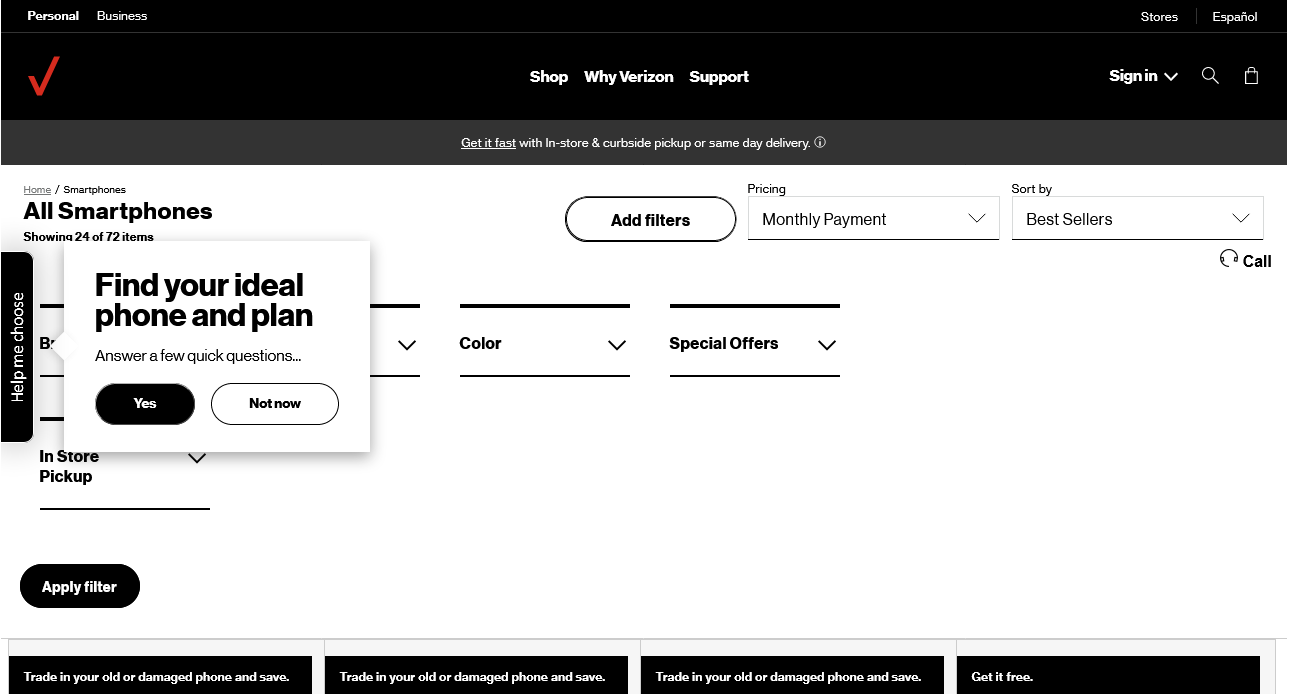 Personal Business
Stores Español
Shop Why Verizon Support
Sign in
Get it fast with In-store & curbside pickup or same day delivery.
Home / Smartphones
All Smartphones
Showing 24 of 72 items
Add filters
Pricing
Monthly Payment
Sort by
Best Sellers
Call
Help me choose
Find your ideal
phone and plan
Answer a few quick questions...
Yes
Not now
Color
Special Offers
In Store
Pickup
Apply filter
Trade in your old or damaged phone and save.
Trade in your old or damaged phone and save.
Trade in your old or damaged phone and save.
Get it free.